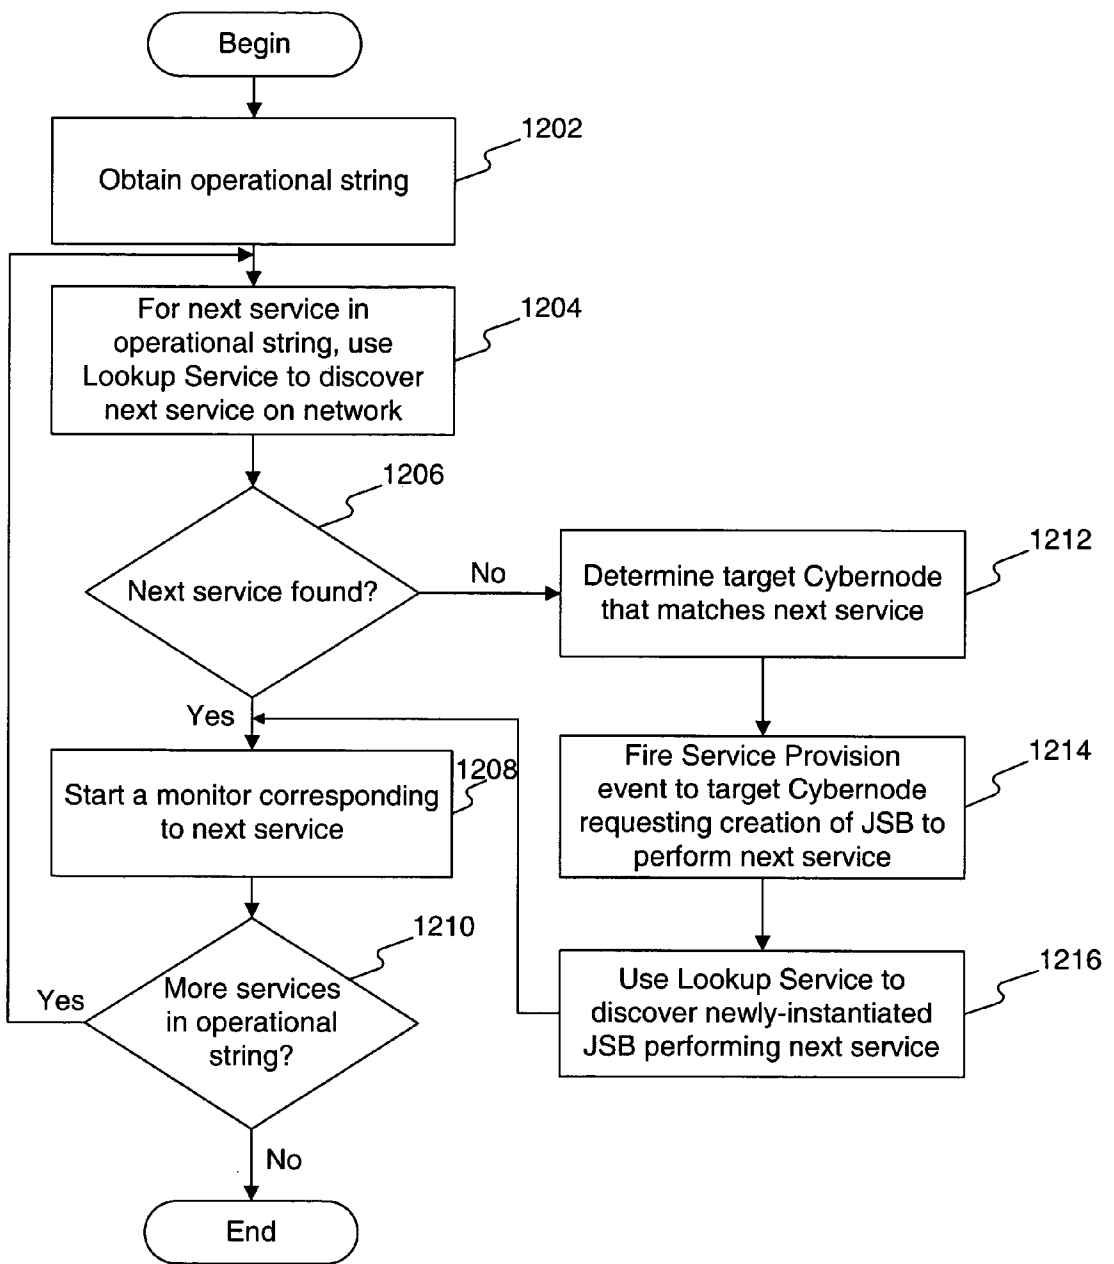 Begin
1202
Obtain operational string
1204
For next service in
operational string, use
Lookup Service to discover
next service on network
1206
Next service found?
No
1212
Determine target Cybernode
that matches next service
Yes
1208
Start a monitor corresponding
to next service
1214
Fire Service Provision
event to target Cybernode
requesting creation of JSB to
perform next service
1210
More services
in operational
string?
Yes
1216
Use Lookup Service to
discover newly-instantiated
JSB performing next service
No
End